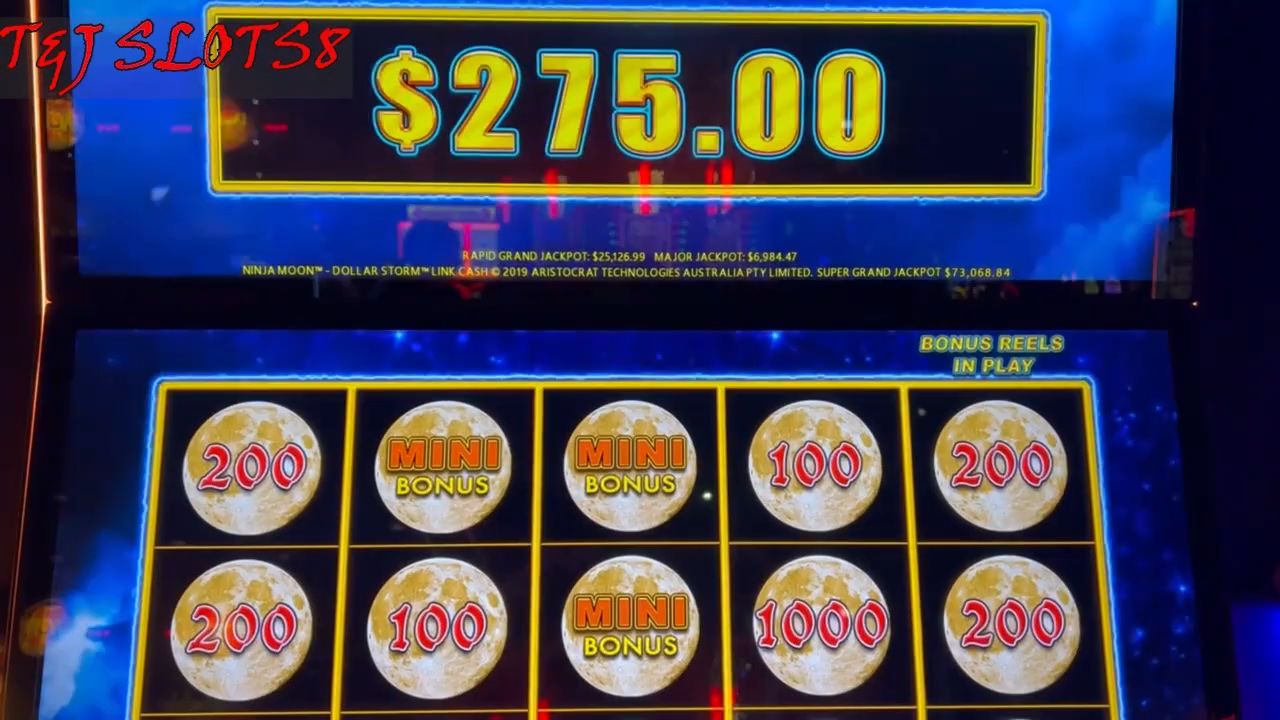 T&J SLOTS8
$275.00
RAPID GRAND JACKPOT: $25,126.99 MAJOR JACKPOT: $6,984.47
NINJA MOON™ - DOLLAR STORM™ LINK CASH © 2019 ARISTOCRAT TECHNOLOGIES AUSTRALIA PTY LIMITED. SUPER GRAND JACKPOT $73,068.84
BONUS REELS
IN PLAY
200
MINI
BONUS
MINI
BONUS
100
200
200
100
MINI
BONUS
1000
200